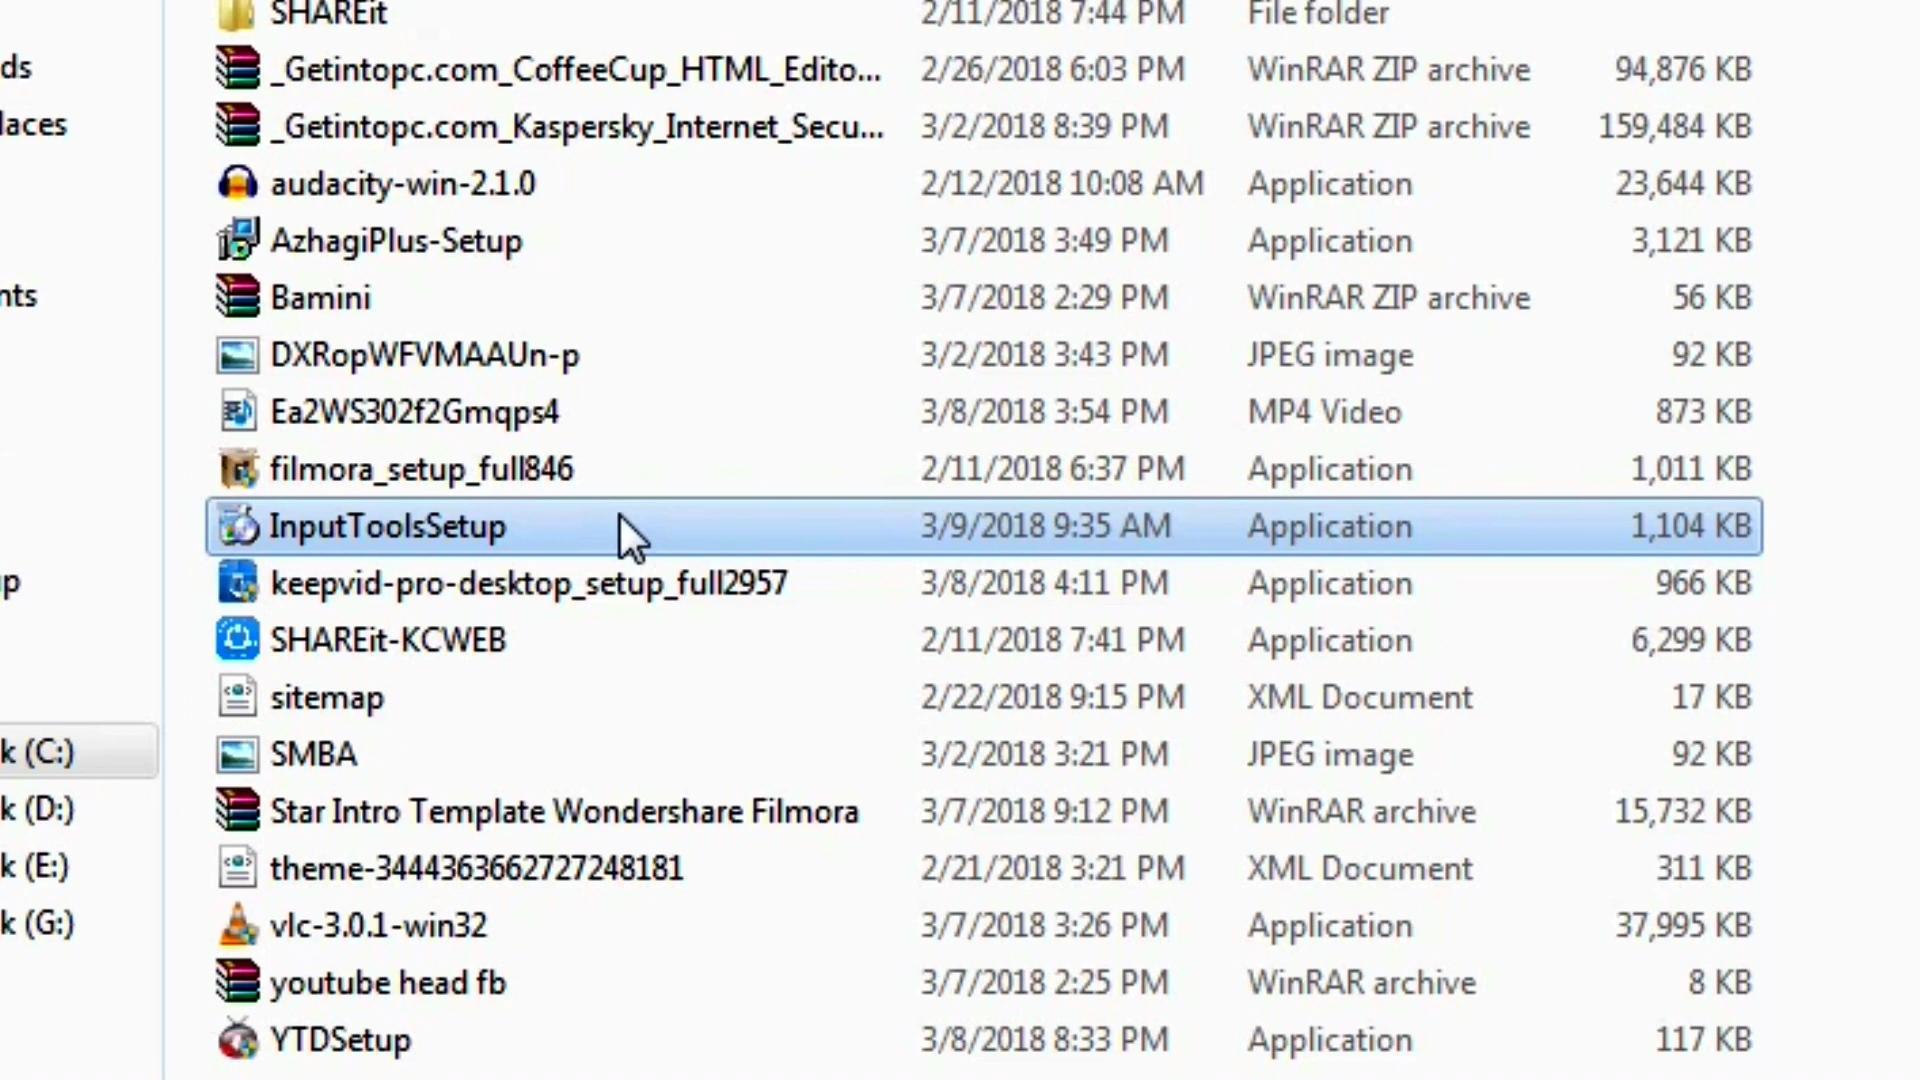 SHAREit 2/11/2018 7:44 PM File folder
ds _Getintopc.com_CoffeeCup_HTML_Edito... 2/26/2018 6:03 PM WinRAR ZIP archive 94,876 KB
laces _Getintopc.com_Kaspersky_Internet_Secu... 3/2/2018 8:39 PM WinRAR ZIP archive 159,484 KB
audacity-win-2.1.0 2/12/2018 10:08 AM Application 23,644 KB
AzhagiPlus-Setup 3/7/2018 3:49 PM Application 3,121 KB
nts Bamini 3/7/2018 2:29 PM WinRAR ZIP archive 56 KB
DXRopWFVMAAUn-p 3/2/2018 3:43 PM JPEG image 92 KB
Ea2WS302f2Gmqps4 3/8/2018 3:54 PM MP4 Video 873 KB
filmora_setup_full846 2/11/2018 6:37 PM Application 1,011 KB
InputToolsSetup 3/9/2018 9:35 AM Application 1,104 KB
p keepvid-pro-desktop_setup_full2957 3/8/2018 4:11 PM Application 966 KB
SHAREit-KCWEB 2/11/2018 7:41 PM Application 6,299 KB
sitemap 2/22/2018 9:15 PM XML Document 17 KB
k (C:) SMBA 3/2/2018 3:21 PM JPEG image 92 KB
k (D:) Star Intro Template Wondershare Filmora 3/7/2018 9:12 PM WinRAR archive 15,732 KB
k (E:) theme-3444363662727248181 2/21/2018 3:21 PM XML Document 311 KB
k (G:) vlc-3.0.1-win32 3/7/2018 3:26 PM Application 37,995 KB
youtube head fb 3/7/2018 2:25 PM WinRAR archive 8 KB
YTDSetup 3/8/2018 8:33 PM Application 117 KB